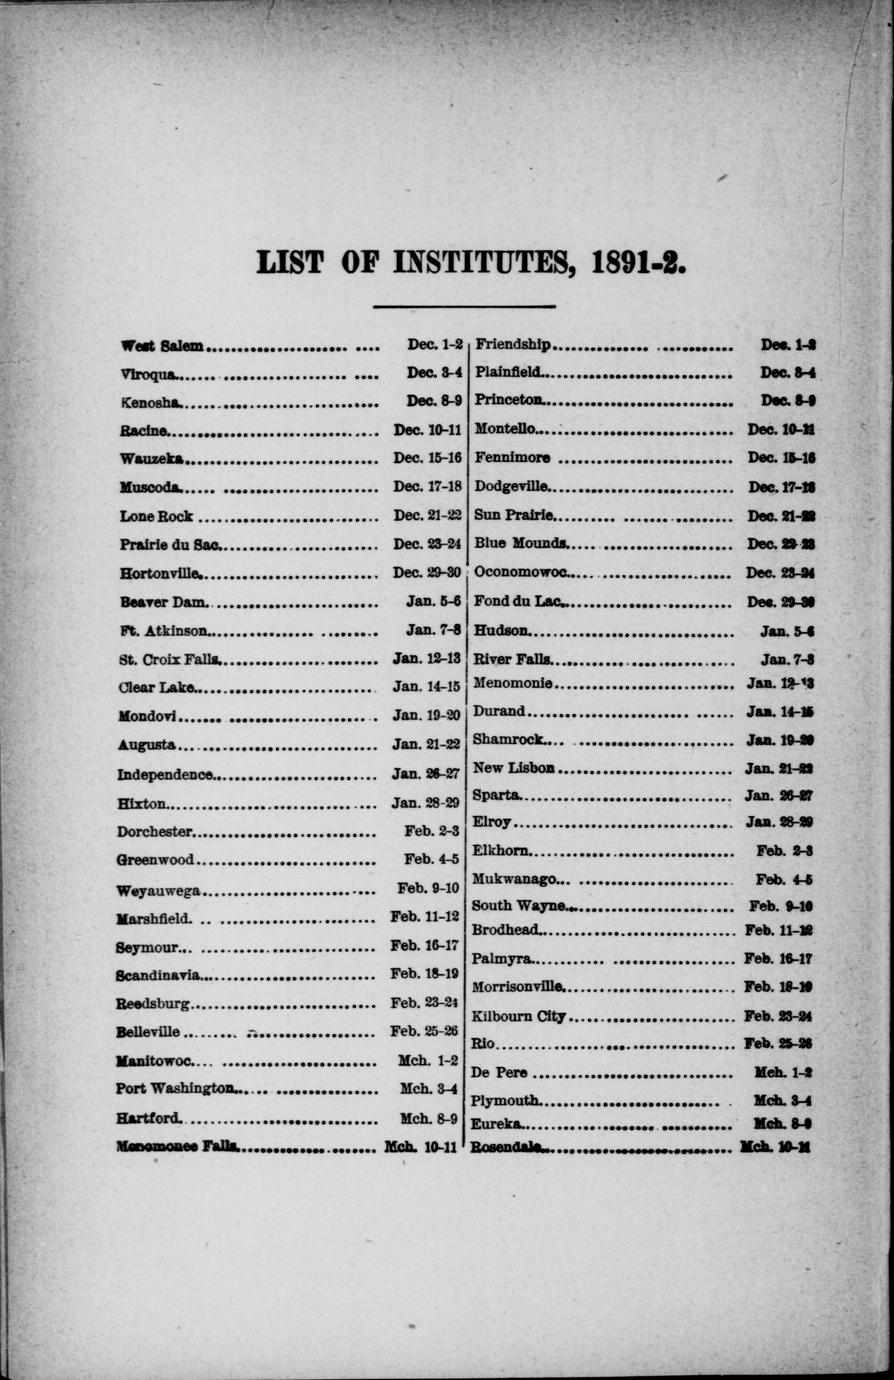 LIST OF INSTITUTES, 1891-2.
West Salem .... Dec. 1-2
Viroqua .... Dec. 3-4
Kenosha .... Dec. 8-9
Racine .... Dec. 10-11
Wauzeka .... Dec. 15-16
Muscoda .... Dec. 17-18
Lone Rock .... Dec. 21-22
Prairie du Sac .... Dec. 23-24
Hortonville .... Dec. 29-30
Beaver Dam .... Jan. 5-6
Ft. Atkinson .... Jan. 7-8
St. Croix Falls .... Jan. 12-13
Clear Lake .... Jan. 14-15
Mondovi .... Jan. 19-20
Augusta .... Jan. 21-22
Independence .... Jan. 26-27
Hixton .... Jan. 28-29
Dorchester .... Feb. 2-3
Greenwood .... Feb. 4-5
Weyauwega .... Feb. 9-10
Marshfield .... Feb. 11-12
Seymour .... Feb. 16-17
Scandinavia .... Feb. 18-19
Reedsburg .... Feb. 23-24
Belleville .... Feb. 25-26
Manitowoc .... Mch. 1-2
Port Washington .... Mch. 3-4
Hartford .... Mch. 8-9
Menomonee Falls .... Mch. 10-11
Friendship .... Dec. 1-2
Plainfield .... Dec. 3-4
Princeton .... Dec. 8-9
Montello .... Dec. 10-11
Fennimore .... Dec. 15-16
Dodgeville .... Dec. 17-18
Sun Prairie .... Dec. 21-22
Blue Mounds .... Dec. 22-23
Oconomowoc .... Dec. 23-24
Fond du Lac .... Dec. 29-30
Hudson .... Jan. 5-6
River Falls .... Jan. 7-8
Menomonie .... Jan. 12-13
Durand .... Jan. 14-15
Shamrock .... Jan. 19-20
New Lisbon .... Jan. 21-22
Sparta .... Jan. 26-27
Elroy .... Jan. 28-29
Elkhorn .... Feb. 2-3
Mukwanago .... Feb. 4-5
South Wayne .... Feb. 9-10
Brodhead .... Feb. 11-12
Palmyra .... Feb. 16-17
Morrisonville .... Feb. 18-19
Kilbourn City .... Feb. 23-24
Rio .... Feb. 25-26
De Pere .... Mch. 1-2
Plymouth .... Mch. 3-4
Eureka .... Mch. 8-9
Rosendale .... Mch. 10-11